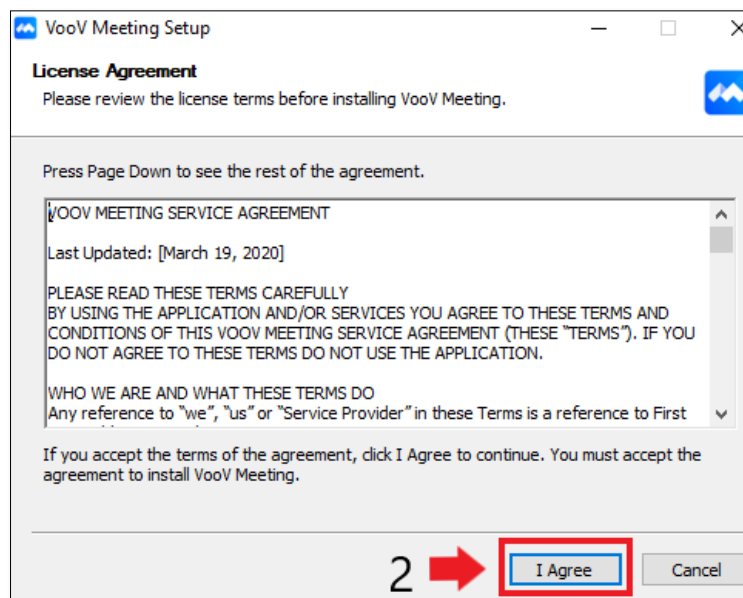 VooV Meeting Setup
License Agreement
Please review the license terms before installing VooV Meeting.
Press Page Down to see the rest of the agreement.
VOOV MEETING SERVICE AGREEMENT
Last Updated: [March 19, 2020]
PLEASE READ THESE TERMS CAREFULLY
BY USING THE APPLICATION AND/OR SERVICES YOU AGREE TO THESE TERMS AND
CONDITIONS OF THIS VOOV MEETING SERVICE AGREEMENT (THESE “TERMS”). IF YOU
DO NOT AGREE TO THESE TERMS DO NOT USE THE APPLICATION.
WHO WE ARE AND WHAT THESE TERMS DO
Any reference to “we”, “us” or “Service Provider” in these Terms is a reference to First
If you accept the terms of the agreement, click I Agree to continue. You must accept the
agreement to install VooV Meeting.
2
I Agree
Cancel